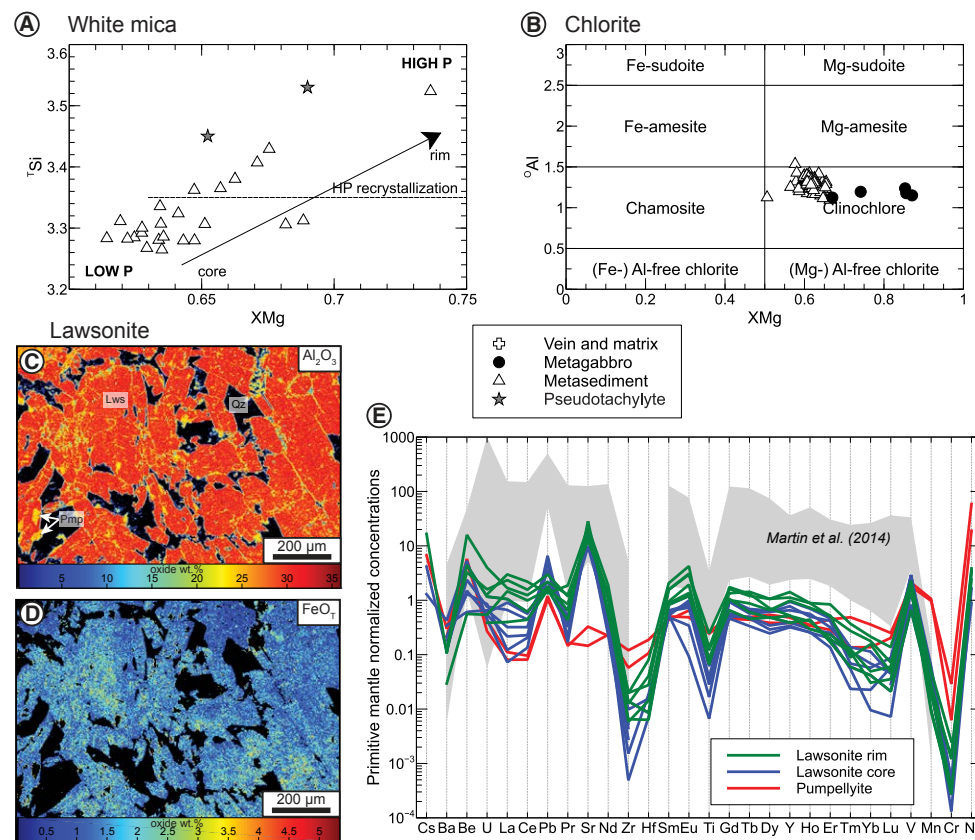 A White mica
B Chlorite
3.6
3.5
3.4
3.3
3.2
TSi
HIGH P
rim
HP recrystallization
LOW P
core
0.65
0.7
0.75
XMg
3
2.5
2
1.5
1
0.5
0
OAl
Fe-sudoite
Mg-sudoite
Fe-amesite
Mg-amesite
Chamosite
Clinochlore
(Fe-) Al-free chlorite
(Mg-) Al-free chlorite
0 0.2 0.4 0.6 0.8 1
XMg
Vein and matrix
Metagabbro
Metasediment
Pseudotachylyte
Lawsonite
C
Al2O3
Lws
Qz
Pmp
200 µm
oxide wt.%
5 10 15 20 25 30 35
D
FeOT
200 µm
oxide wt.%
0.5 1 1.5 2 2.5 3 3.5 4 4.5 5
E
Primitive mantle normalized concentrations
1000
100
10
1
0.1
0.01
10⁻³
10⁻⁴
Martin et al. (2014)
Lawsonite rim
Lawsonite core
Pumpellyite
Cs Ba Be U La Ce Pb Pr Sr Nd Zr Hf Sm Eu Ti Gd Tb Dy Y Ho Er Tm Yb Lu V Mn Cr Ni